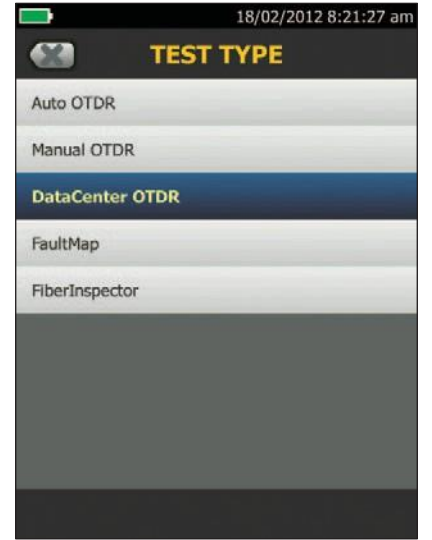 18/02/2012 8:21:27 am
TEST TYPE
Auto OTDR
Manual OTDR
DataCenter OTDR
FaultMap
FiberInspector